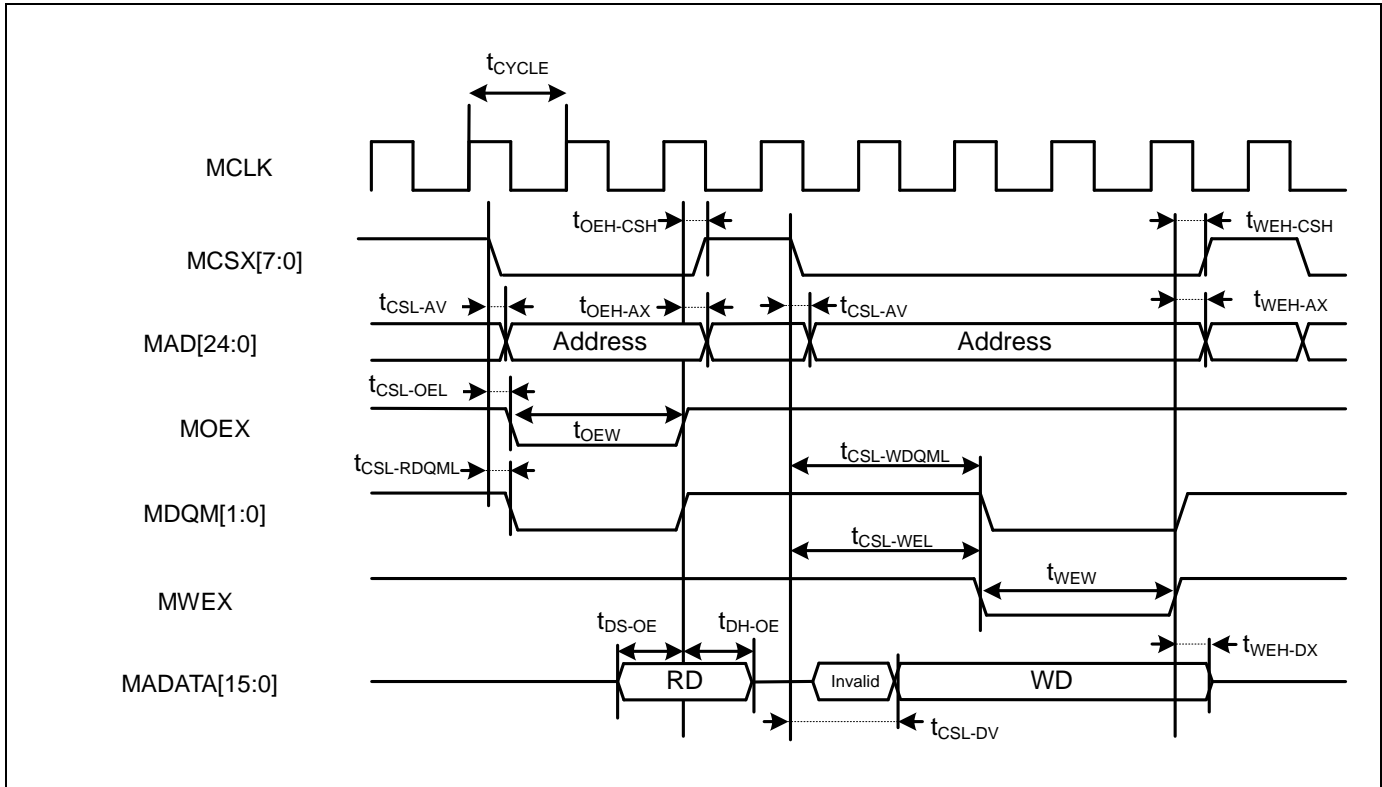 tCYCLE
MCLK
tOEH-CSH
tWEH-CSH
MCSX[7:0]
tCSL-AV
tOEH-AX
tCSL-AV
tWEH-AX
MAD[24:0]
Address
Address
tCSL-OEL
MOEX
tOEW
tCSL-RDQML
tCSL-WDQML
MDQM[1:0]
tCSL-WEL
tWEW
MWEX
tDS-OE
tDH-OE
tWEH-DX
MADATA[15:0]
RD
Invalid
WD
tCSL-DV